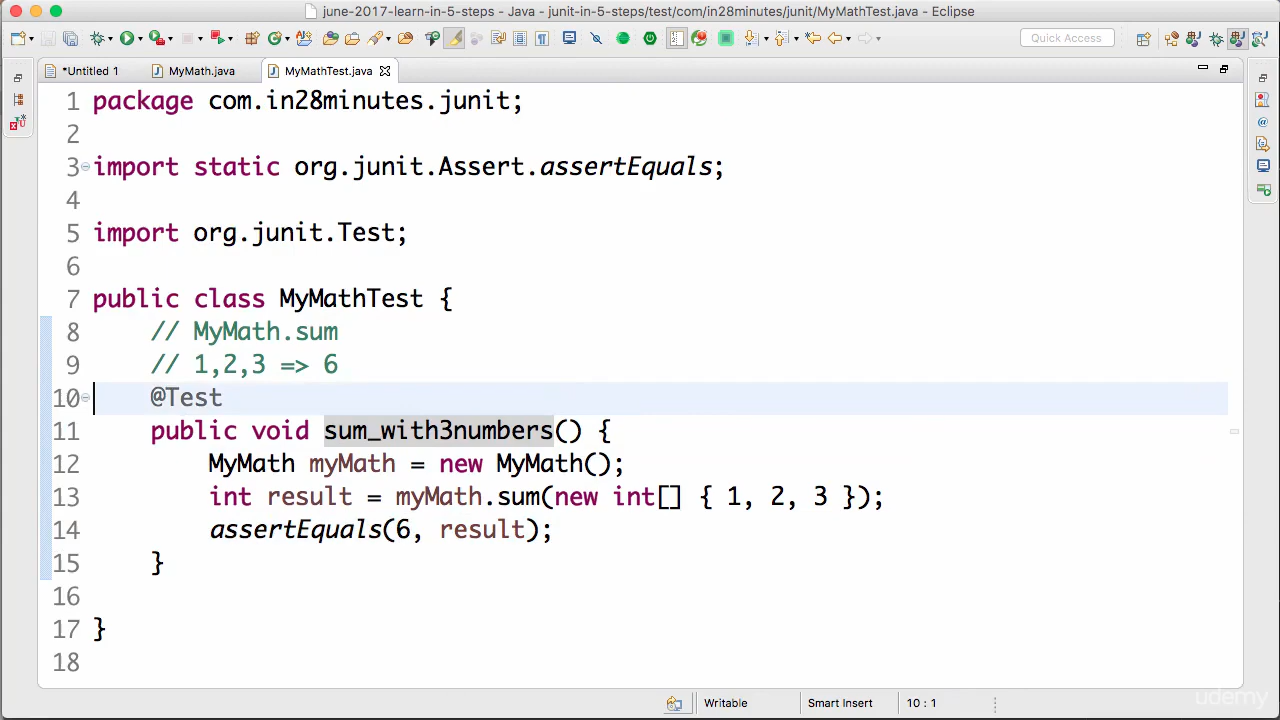 june-2017-learn-in-5-steps - Java - junit-in-5-steps/test/com/in28minutes/junit/MyMathTest.java - Eclipse
Quick Access
*Untitled 1 MyMath.java MyMathTest.java
1 package com.in28minutes.junit;
2
3 import static org.junit.Assert.assertEquals;
4
5 import org.junit.Test;
6
7 public class MyMathTest {
8 // MyMath.sum
9 // 1,2,3 => 6
10 @Test
11 public void sum_with3numbers() {
12 MyMath myMath = new MyMath();
13 int result = myMath.sum(new int[] { 1, 2, 3 });
14 assertEquals(6, result);
15 }
16
17 }
18
Writable Smart Insert 10 : 1
udemy